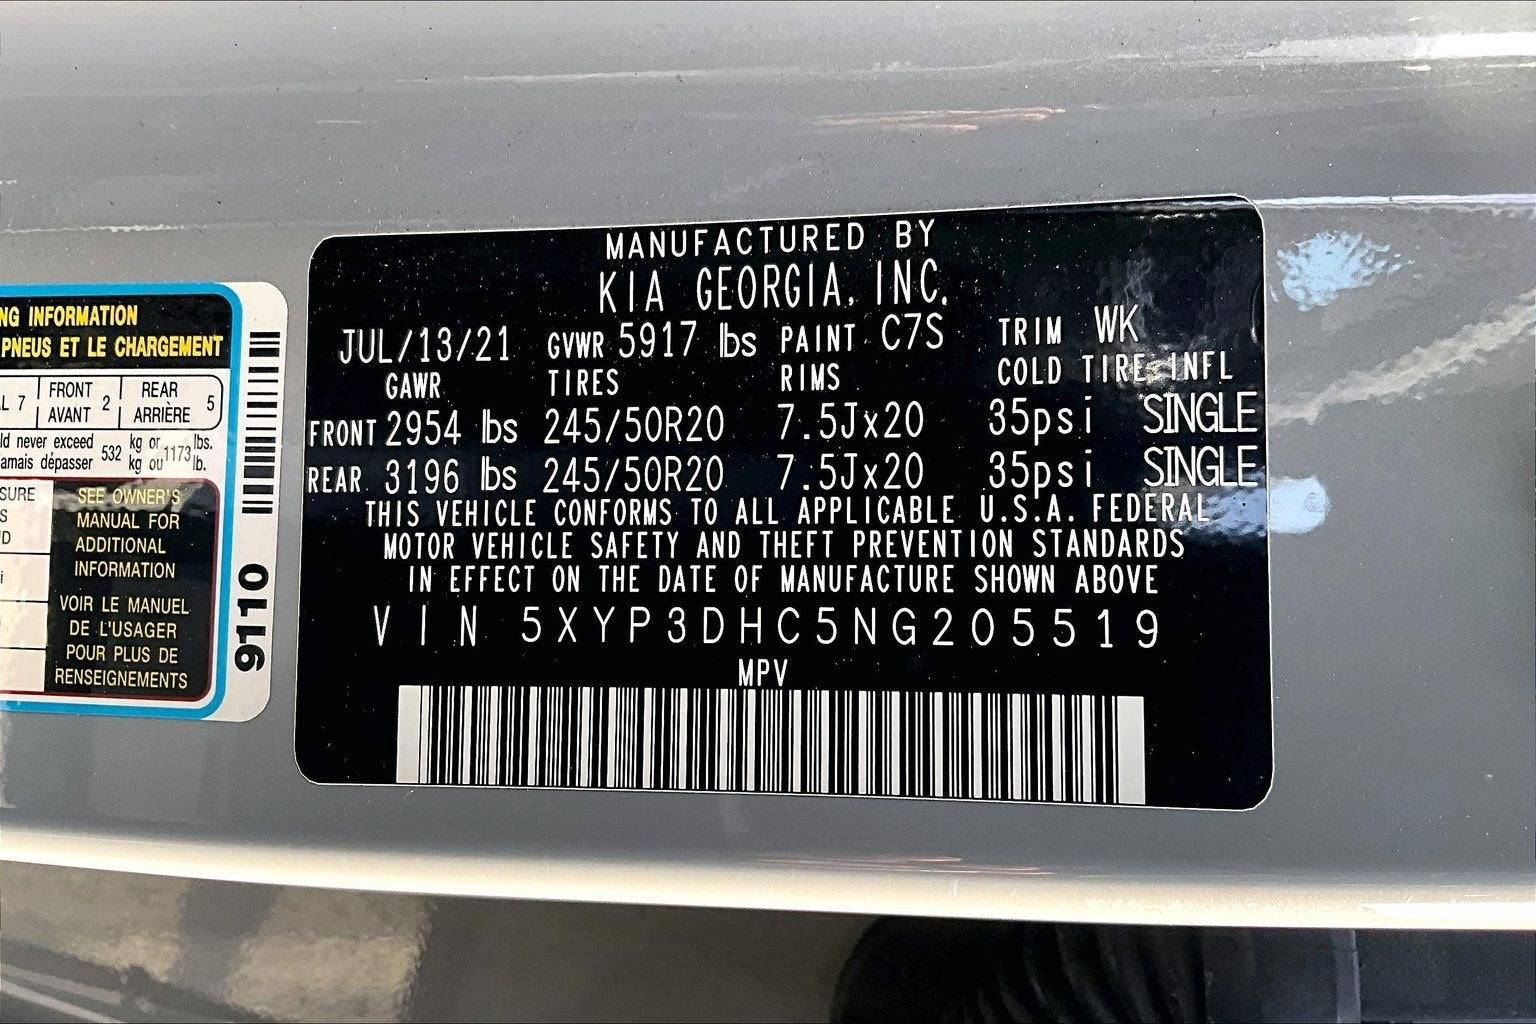 MANUFACTURED BY
KIA GEORGIA, INC.
JUL/13/21 GVWR 5917 lbs PAINT C7S TRIM WK
GAWR TIRES RIMS COLD TIRE INFL
FRONT 2954 lbs 245/50R20 7.5Jx20 35psi SINGLE
REAR 3196 lbs 245/50R20 7.5Jx20 35psi SINGLE
THIS VEHICLE CONFORMS TO ALL APPLICABLE U.S.A. FEDERAL
MOTOR VEHICLE SAFETY AND THEFT PREVENTION STANDARDS
IN EFFECT ON THE DATE OF MANUFACTURE SHOWN ABOVE
VIN 5XYP3DHC5NG205519
MPV
NG INFORMATION
PNEUS ET LE CHARGEMENT
AL 7 FRONT 2 REAR 5
AVANT ARRIÈRE
ld never exceed 532 kg or 1173 lbs.
amais dépasser kg ou lb.
SURE
S
D
i
SEE OWNER'S
MANUAL FOR
ADDITIONAL
INFORMATION
VOIR LE MANUEL
DE L'USAGER
POUR PLUS DE
RENSEIGNEMENTS
9110